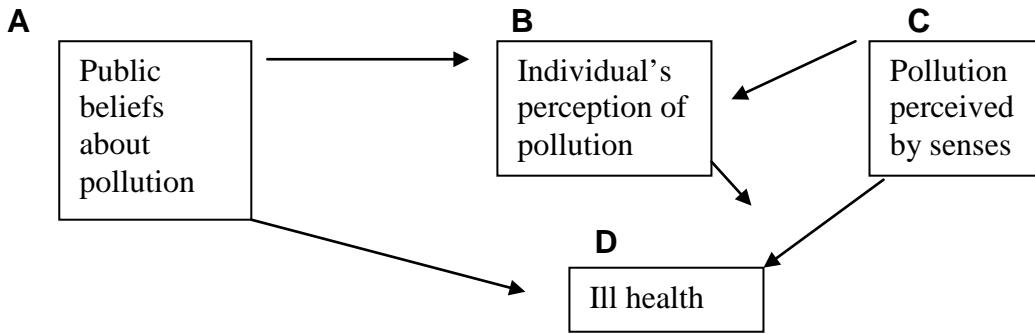 A
Public
beliefs
about
pollution
B
Individual’s
perception of
pollution
C
Pollution
perceived
by senses
D
Ill health